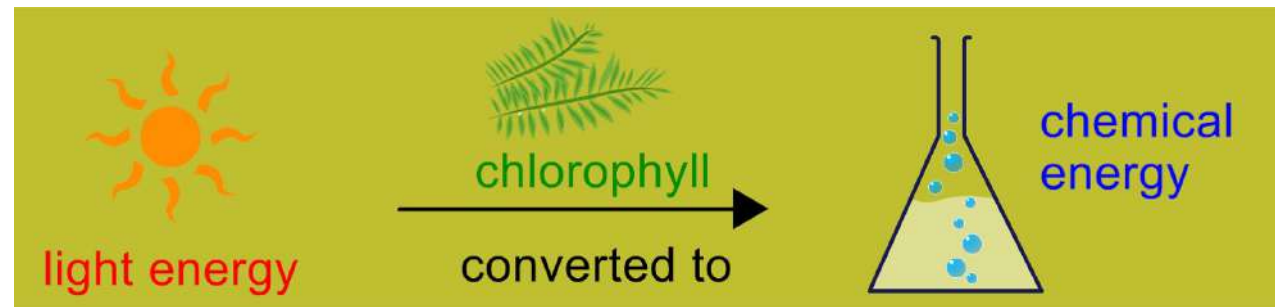 light energy
chlorophyll
converted to
chemical
energy